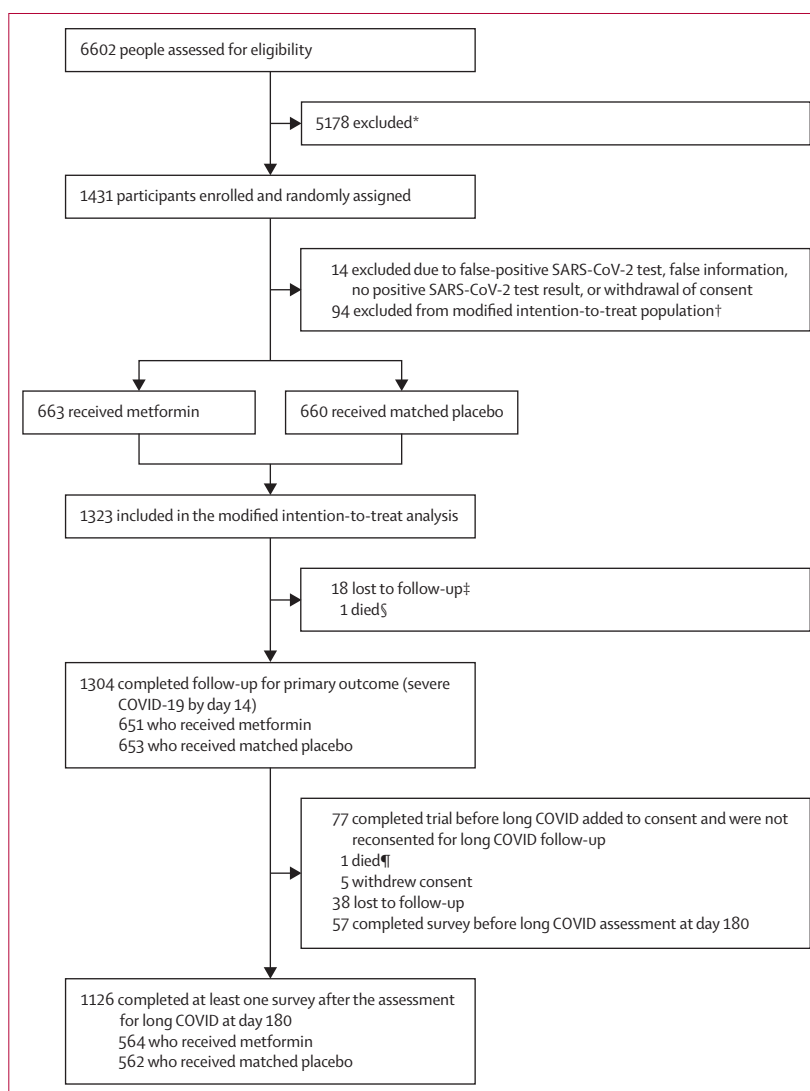 6602 people assessed for eligibility
5178 excluded*
1431 participants enrolled and randomly assigned
14 excluded due to false-positive SARS-CoV-2 test, false information,
no positive SARS-CoV-2 test result, or withdrawal of consent
94 excluded from modified intention-to-treat population†
663 received metformin
660 received matched placebo
1323 included in the modified intention-to-treat analysis
18 lost to follow-up‡
1 died§
1304 completed follow-up for primary outcome (severe
COVID-19 by day 14)
651 who received metformin
653 who received matched placebo
77 completed trial before long COVID added to consent and were not
reconsented for long COVID follow-up
1 died¶
5 withdrew consent
38 lost to follow-up
57 completed survey before long COVID assessment at day 180
1126 completed at least one survey after the assessment
for long COVID at day 180
564 who received metformin
562 who received matched placebo